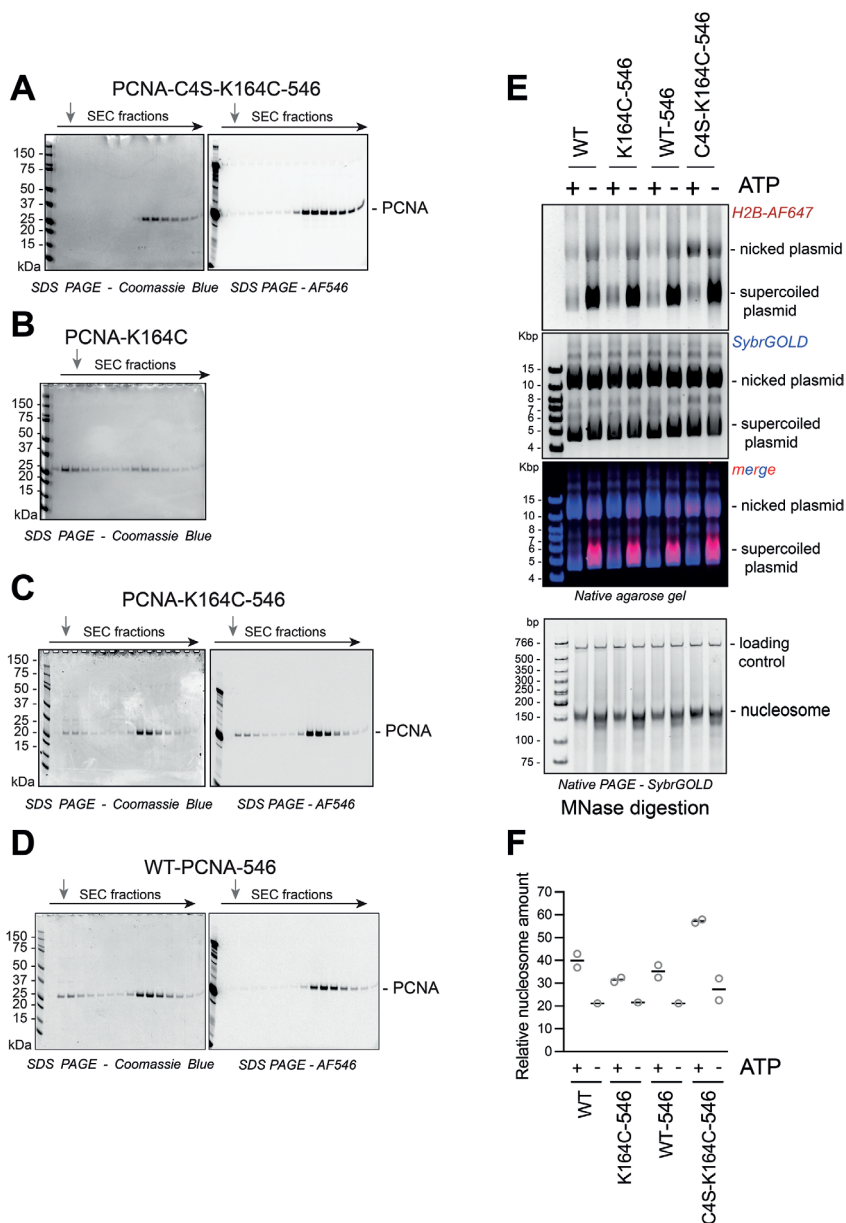 A
PCNA-C4S-K164C-546
SEC fractions
SEC fractions
150
75
50
37
25
20
15
kDa
- PCNA
SDS PAGE - Coomassie Blue
SDS PAGE - AF546
B
PCNA-K164C
SEC fractions
150
75
50
37
25
20
15
kDa
SDS PAGE - Coomassie Blue
C
PCNA-K164C-546
SEC fractions
SEC fractions
150
75
50
37
25
20
15
kDa
- PCNA
SDS PAGE - Coomassie Blue
SDS PAGE - AF546
D
WT-PCNA-546
SEC fractions
SEC fractions
150
75
50
37
25
20
15
kDa
- PCNA
SDS PAGE - Coomassie Blue
SDS PAGE - AF546
E
WT
K164C-546
WT-546
C4S-K164C-546
+ - + - + - + - ATP
H2B-AF647
- nicked plasmid
- supercoiled
plasmid
Kbp
15
10
8
7
6
5
4
SybrGOLD
- nicked plasmid
- supercoiled
plasmid
Kbp
15
10
8
7
6
5
4
merge
- nicked plasmid
- supercoiled
plasmid
Native agarose gel
bp
766
500
350
300
250
200
150
100
75
- loading
control
- nucleosome
Native PAGE - SybrGOLD
MNase digestion
F
Relative nucleosome amount
70
60
50
40
30
20
10
0
+ - + - + - + - ATP
WT
K164C-546
WT-546
C4S-K164C-546